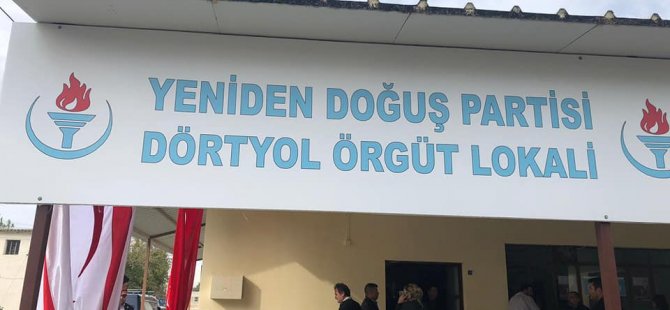 YENİDEN DOĞUŞ PARTİSİ
DÖRTYOL ÖRGÜT LOKALİ